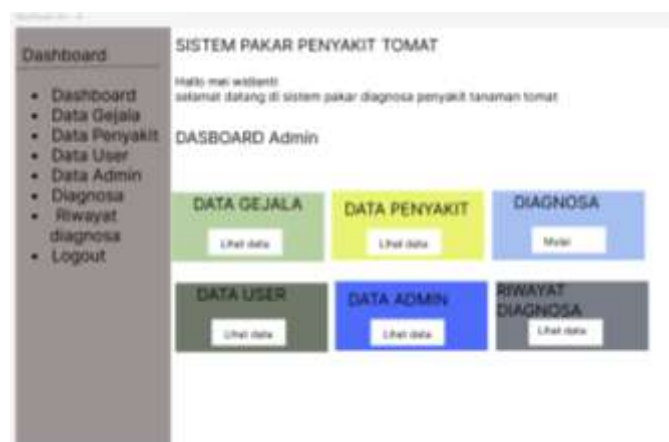 Dashboard
Dashboard
Data Gejala
Data Penyakit
Data User
Data Admin
Diagnosa
Riwayat
diagnosa
Logout
SISTEM PAKAR PENYAKIT TOMAT
Hallo mei widianti
selamat datang di sistem pakar diagnosa penyakit tanaman tomat
DASBOARD Admin
DATA GEJALA
Lihat data
DATA PENYAKIT
Lihat data
DIAGNOSA
Mulai
DATA USER
Lihat data
DATA ADMIN
Lihat data
RIWAYAT
DIAGNOSA
Lihat data